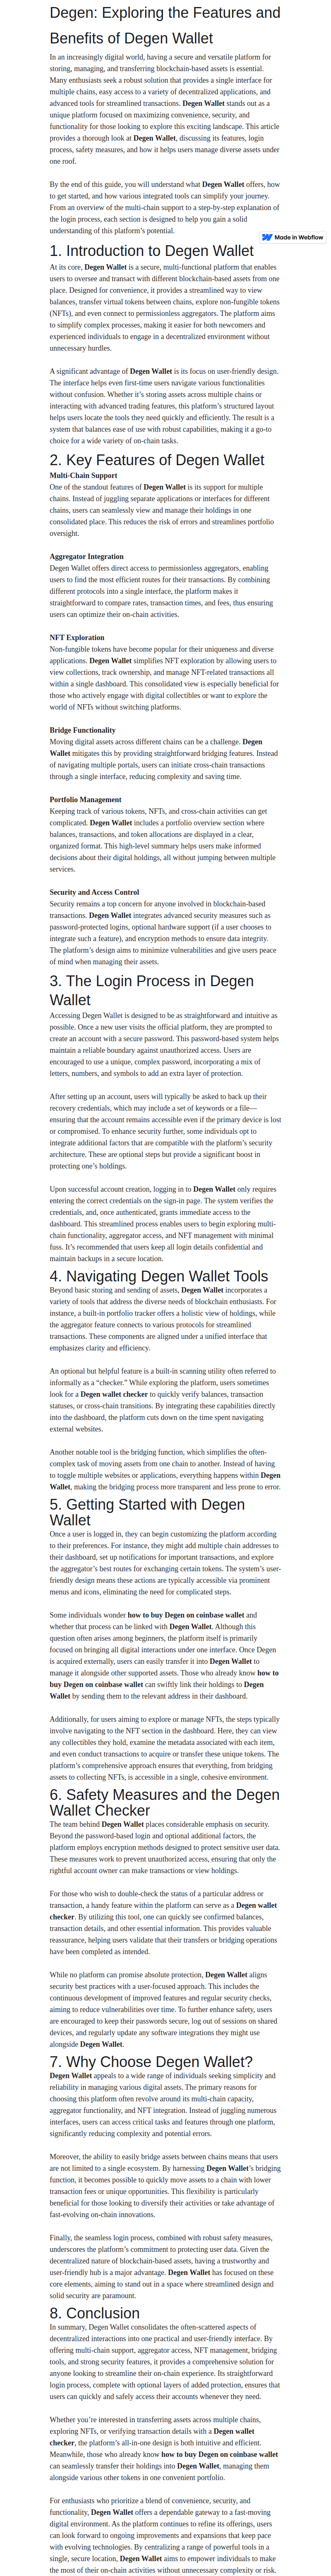 Degen: Exploring the Features and
Benefits of Degen Wallet
In an increasingly digital world, having a secure and versatile platform for
storing, managing, and transferring blockchain-based assets is essential.
Many enthusiasts seek a robust solution that provides a single interface for
multiple chains, easy access to a variety of decentralized applications, and
advanced tools for streamlined transactions. Degen Wallet stands out as a
unique platform focused on maximizing convenience, security, and
functionality for those looking to explore this exciting landscape. This article
provides a thorough look at Degen Wallet, discussing its features, login
process, safety measures, and how it helps users manage diverse assets under
one roof.
By the end of this guide, you will understand what Degen Wallet offers, how
to get started, and how various integrated tools can simplify your journey.
From an overview of the multi-chain support to a step-by-step explanation of
the login process, each section is designed to help you gain a solid
understanding of this platform's potential.
Made in Webflow
1. Introduction to Degen Wallet
At its core, Degen Wallet is a secure, multi-functional platform that enables
users to oversee and transact with different blockchain-based assets from one
place. Designed for convenience, it provides a streamlined way to view
balances, transfer virtual tokens between chains, explore non-fungible tokens
(NFTs), and even connect to permissionless aggregators. The platform aims
to simplify complex processes, making it easier for both newcomers and
experienced individuals to engage in a decentralized environment without
unnecessary hurdles.
A significant advantage of Degen Wallet is its focus on user-friendly design.
The interface helps even first-time users navigate various functionalities
without confusion. Whether it's storing assets across multiple chains or
interacting with advanced trading features, this platform's structured layout
helps users locate the tools they need quickly and efficiently. The result is a
system that balances ease of use with robust capabilities, making it a go-to
choice for a wide variety of on-chain tasks.
2. Key Features of Degen Wallet
Multi-Chain Support
One of the standout features of Degen Wallet is its support for multiple
chains. Instead of juggling separate applications or interfaces for different
chains, users can seamlessly view and manage their holdings in one
consolidated place. This reduces the risk of errors and streamlines portfolio
oversight.
Aggregator Integration
Degen Wallet offers direct access to permissionless aggregators, enabling
users to find the most efficient routes for their transactions. By combining
different protocols into a single interface, the platform makes it
straightforward to compare rates, transaction times, and fees, thus ensuring
users can optimize their on-chain activities.
NFT Exploration
Non-fungible tokens have become popular for their uniqueness and diverse
applications. Degen Wallet simplifies NFT exploration by allowing users to
view collections, track ownership, and manage NFT-related transactions all
within a single dashboard. This consolidated view is especially beneficial for
those who actively engage with digital collectibles or want to explore the
world of NFTs without switching platforms.
Bridge Functionality
Moving digital assets across different chains can be a challenge. Degen
Wallet mitigates this by providing straightforward bridging features. Instead
of navigating multiple portals, users can initiate cross-chain transactions
through a single interface, reducing complexity and saving time.
Portfolio Management
Keeping track of various tokens, NFTs, and cross-chain activities can get
complicated. Degen Wallet includes a portfolio overview section where
balances, transactions, and token allocations are displayed in a clear,
organized format. This high-level summary helps users make informed
decisions about their digital holdings, all without jumping between multiple
services.
Security and Access Control
Security remains a top concern for anyone involved in blockchain-based
transactions. Degen Wallet integrates advanced security measures such as
password-protected logins, optional hardware support (if a user chooses to
integrate such a feature), and encryption methods to ensure data integrity.
The platform's design aims to minimize vulnerabilities and give users peace
of mind when managing their assets.
3. The Login Process in Degen
Wallet
Accessing Degen Wallet is designed to be as straightforward and intuitive as
possible. Once a new user visits the official platform, they are prompted to
create an account with a secure password. This password-based system helps
maintain a reliable boundary against unauthorized access. Users are
encouraged to use a unique, complex password, incorporating a mix of
letters, numbers, and symbols to add an extra layer of protection.
After setting up an account, users will typically be asked to back up their
recovery credentials, which may include a set of keywords or a file—
ensuring that the account remains accessible even if the primary device is lost
or compromised. To enhance security further, some individuals opt to
integrate additional factors that are compatible with the platform's security
architecture. These are optional steps but provide a significant boost in
protecting one's holdings.
Upon successful account creation, logging in to Degen Wallet only requires
entering the correct credentials on the sign-in page. The system verifies the
credentials, and, once authenticated, grants immediate access to the
dashboard. This streamlined process enables users to begin exploring multi-
chain functionality, aggregator access, and NFT management with minimal
fuss. It's recommended that users keep all login details confidential and
maintain backups in a secure location.
4. Navigating Degen Wallet Tools
Beyond basic storing and sending of assets, Degen Wallet incorporates a
variety of tools that address the diverse needs of blockchain enthusiasts. For
instance, a built-in portfolio tracker offers a holistic view of holdings, while
the aggregator feature connects to various protocols for streamlined
transactions. These components are aligned under a unified interface that
emphasizes clarity and efficiency.
An optional but helpful feature is a built-in scanning utility often referred to
informally as a "checker." While exploring the platform, users sometimes
look for a Degen wallet checker to quickly verify balances, transaction
statuses, or cross-chain transitions. By integrating these capabilities directly
into the dashboard, the platform cuts down on the time spent navigating
external websites.
Another notable tool is the bridging function, which simplifies the often-
complex task of moving assets from one chain to another. Instead of having
to toggle multiple websites or applications, everything happens within Degen
Wallet, making the bridging process more transparent and less prone to error.
5. Getting Started with Degen
Wallet
Once a user is logged in, they can begin customizing the platform according
to their preferences. For instance, they might add multiple chain addresses to
their dashboard, set up notifications for important transactions, and explore
the aggregator's best routes for exchanging certain tokens. The system's user-
friendly design means these actions are typically accessible via prominent
menus and icons, eliminating the need for complicated steps.
Some individuals wonder how to buy Degen on coinbase wallet and
whether that process can be linked with Degen Wallet. Although this
question often arises among beginners, the platform itself is primarily
focused on bringing all digital interactions under one interface. Once Degen
is acquired externally, users can easily transfer it into Degen Wallet to
manage it alongside other supported assets. Those who already know how to
buy Degen on coinbase wallet can swiftly link their holdings to Degen
Wallet by sending them to the relevant address in their dashboard.
Additionally, for users aiming to explore or manage NFTs, the steps typically
involve navigating to the NFT section in the dashboard. Here, they can view
any collectibles they hold, examine the metadata associated with each item,
and even conduct transactions to acquire or transfer these unique tokens. The
platform's comprehensive approach ensures that everything, from bridging
assets to collecting NFTs, is accessible in a single, cohesive environment.
6. Safety Measures and the Degen
Wallet Checker
The team behind Degen Wallet places considerable emphasis on security.
Beyond the password-based login and optional additional factors, the
platform employs encryption methods designed to protect sensitive user data.
These measures work to prevent unauthorized access, ensuring that only the
rightful account owner can make transactions or view holdings.
For those who wish to double-check the status of a particular address or
transaction, a handy feature within the platform can serve as a Degen wallet
checker. By utilizing this tool, one can quickly see confirmed balances,
transaction details, and other essential information. This provides valuable
reassurance, helping users validate that their transfers or bridging operations
have been completed as intended.
While no platform can promise absolute protection, Degen Wallet aligns
security best practices with a user-focused approach. This includes the
continuous development of improved features and regular security checks,
aiming to reduce vulnerabilities over time. To further enhance safety, users
are encouraged to keep their passwords secure, log out of sessions on shared
devices, and regularly update any software integrations they might use
alongside Degen Wallet.
7. Why Choose Degen Wallet?
Degen Wallet appeals to a wide range of individuals seeking simplicity and
reliability in managing various digital assets. The primary reasons for
choosing this platform often revolve around its multi-chain capacity,
aggregator functionality, and NFT integration. Instead of juggling numerous
interfaces, users can access critical tasks and features through one platform,
significantly reducing complexity and potential errors.
Moreover, the ability to easily bridge assets between chains means that users
are not limited to a single ecosystem. By harnessing Degen Wallet's bridging
function, it becomes possible to quickly move assets to a chain with lower
transaction fees or unique opportunities. This flexibility is particularly
beneficial for those looking to diversify their activities or take advantage of
fast-evolving on-chain innovations.
Finally, the seamless login process, combined with robust safety measures,
underscores the platform's commitment to protecting user data. Given the
decentralized nature of blockchain-based assets, having a trustworthy and
user-friendly hub is a major advantage. Degen Wallet has focused on these
core elements, aiming to stand out in a space where streamlined design and
solid security are paramount.
8. Conclusion
In summary, Degen Wallet consolidates the often-scattered aspects of
decentralized interactions into one practical and user-friendly interface. By
offering multi-chain support, aggregator access, NFT management, bridging
tools, and strong security features, it provides a comprehensive solution for
anyone looking to streamline their on-chain experience. Its straightforward
login process, complete with optional layers of added protection, ensures that
users can quickly and safely access their accounts whenever they need.
Whether you're interested in transferring assets across multiple chains,
exploring NFTs, or verifying transaction details with a Degen wallet
checker, the platform's all-in-one design is both intuitive and efficient.
Meanwhile, those who already know how to buy Degen on coinbase wallet
can seamlessly transfer their holdings into Degen Wallet, managing them
alongside various other tokens in one convenient portfolio.
For enthusiasts who prioritize a blend of convenience, security, and
functionality, Degen Wallet offers a dependable gateway to a fast-moving
digital environment. As the platform continues to refine its offerings, users
can look forward to ongoing improvements and expansions that keep pace
with evolving technologies. By centralizing a range of powerful tools in a
single, secure location, Degen Wallet aims to empower individuals to make
the most of their on-chain activities without unnecessary complexity or risk.